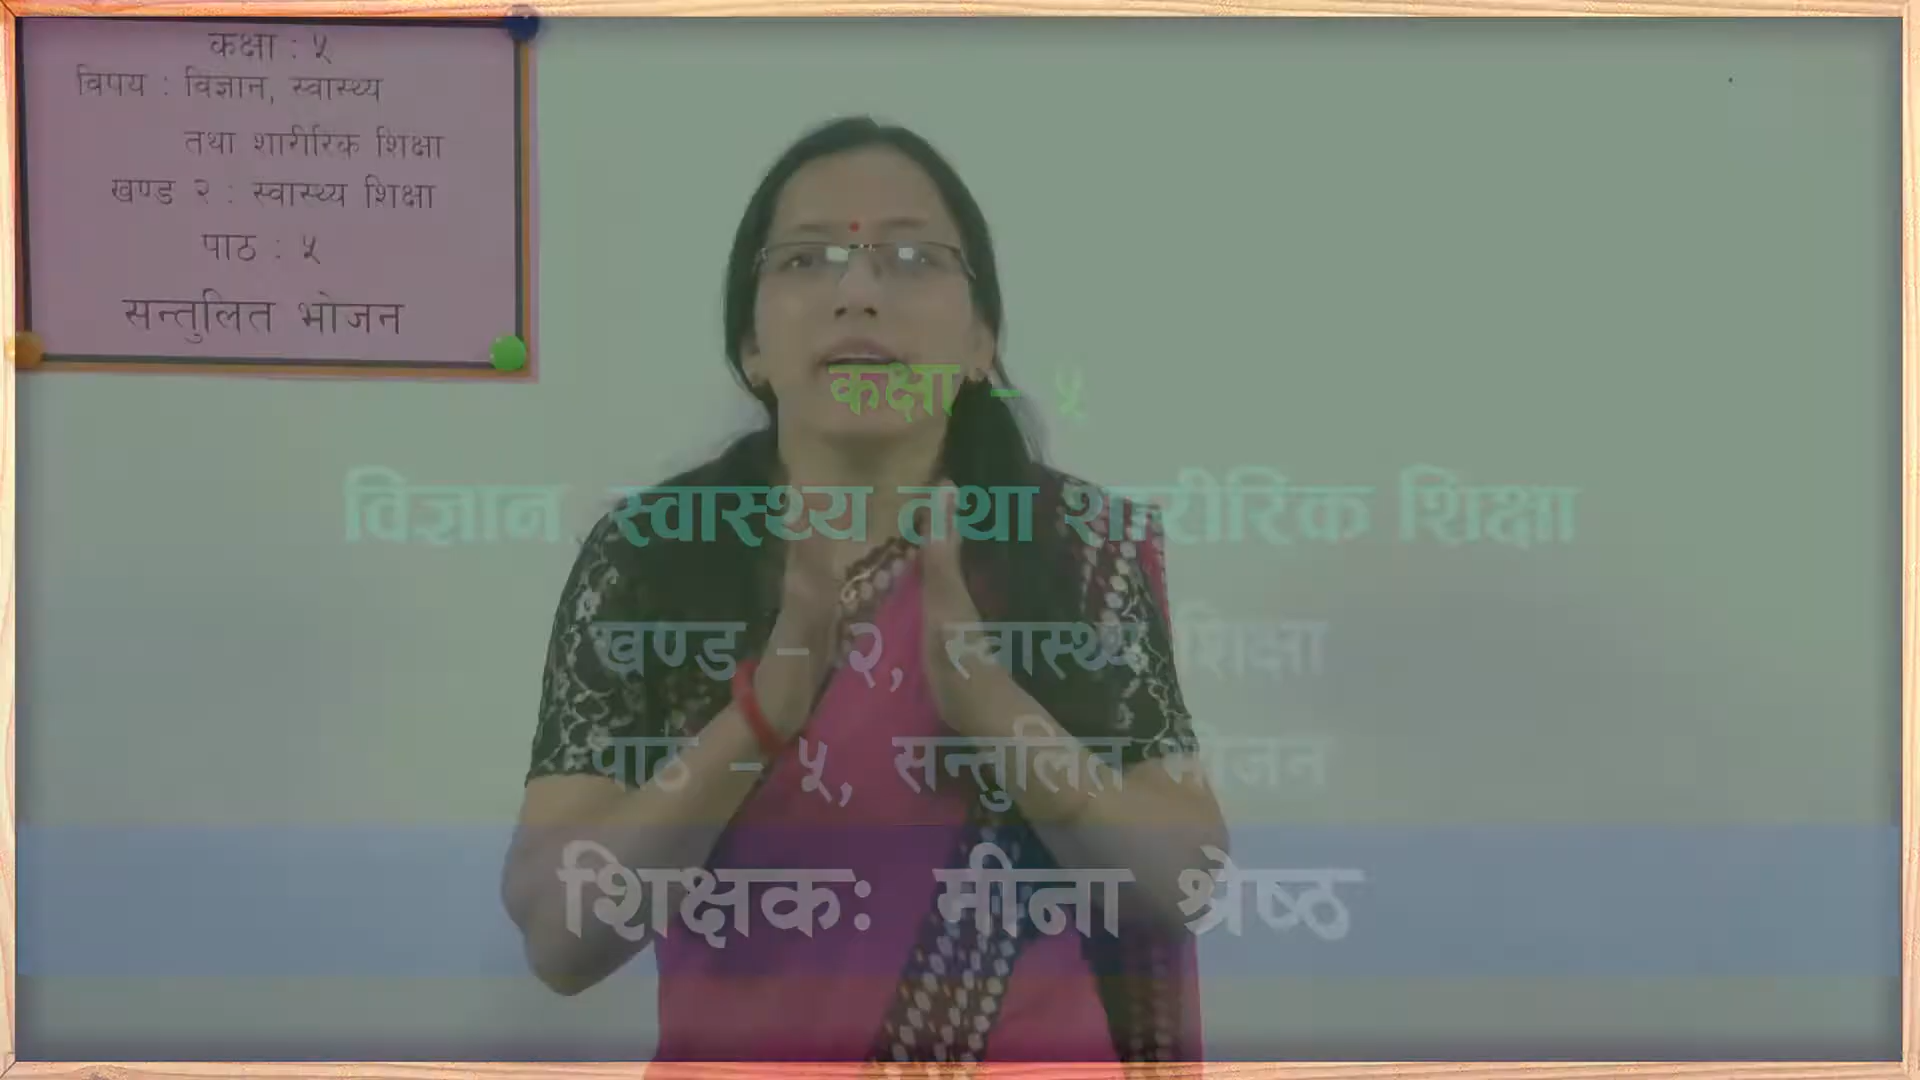 कक्षा : ५
विषय : विज्ञान, स्वास्थ्य
तथा शारीरिक शिक्षा
खण्ड २ : स्वास्थ्य शिक्षा
पाठ : ५
सन्तुलित भोजन
कक्षा - ५
विज्ञान, स्वास्थ्य तथा शारीरिक शिक्षा
खण्ड - २, स्वास्थ्य शिक्षा
पाठ - ५, सन्तुलित भोजन
शिक्षकः मीना श्रेष्ठ